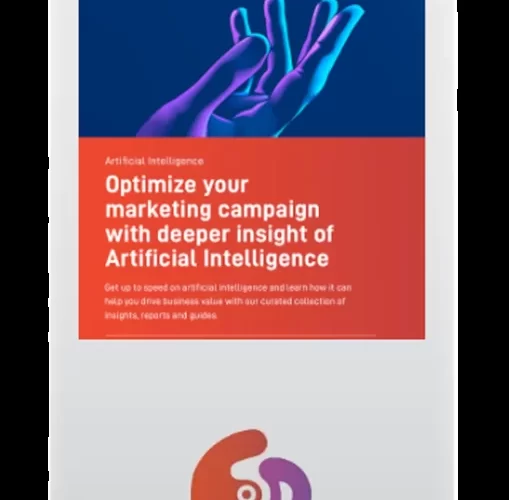 Artificial Intelligence
Optimize your
marketing campaign
with deeper insight of
Artificial Intelligence
Get up to speed on artificial intelligence and learn how it can
help you drive business value with our curated collection of
insights, reports and guides.